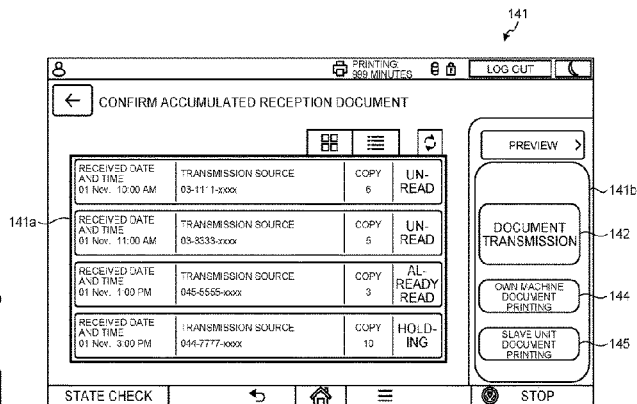 141
PRINTING:
999 MINUTES
LOG OUT
CONFIRM ACCUMULATED RECEPTION DOCUMENT
PREVIEW
RECEIVED DATE
AND TIME
01 Nov. 10:00 AM
TRANSMISSION SOURCE
03-1111-xxxx
COPY
6
UN-
READ
RECEIVED DATE
AND TIME
01 Nov. 11:00 AM
TRANSMISSION SOURCE
03-3333-xxxx
COPY
5
UN-
READ
RECEIVED DATE
AND TIME
01 Nov. 1:00 PM
TRANSMISSION SOURCE
045-5555-xxxx
COPY
3
AL-
READY
READ
RECEIVED DATE
AND TIME
01 Nov. 3:00 PM
TRANSMISSION SOURCE
044-7777-xxxx
COPY
10
HOLD-
ING
141a
141b
DOCUMENT
TRANSMISSION
142
OWN MACHINE
DOCUMENT
PRINTING
144
SLAVE UNIT
DOCUMENT
PRINTING
145
STATE CHECK
STOP